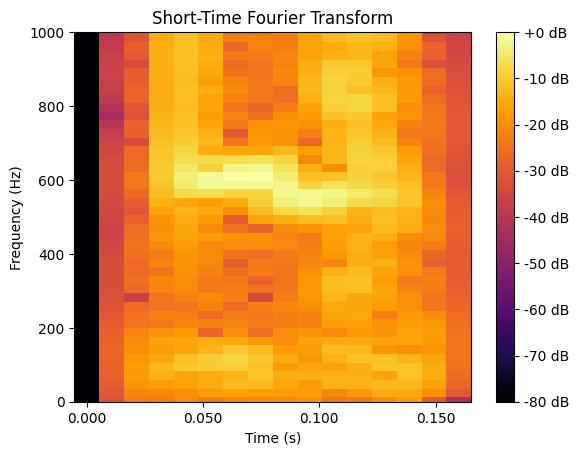 Short-Time Fourier Transform
1000
800
600
400
200
0
Frequency (Hz)
0.000
0.050
0.100
0.150
Time (s)
+0 dB
-10 dB
-20 dB
-30 dB
-40 dB
-50 dB
-60 dB
-70 dB
-80 dB